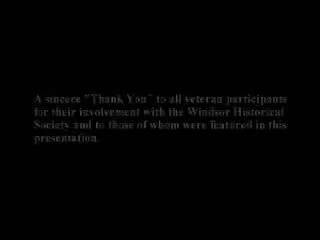 A sincere "Thank You" to all veteran participants
for their involvement with the Windsor Historical
Society and to those of whom were featured in this
presentation.